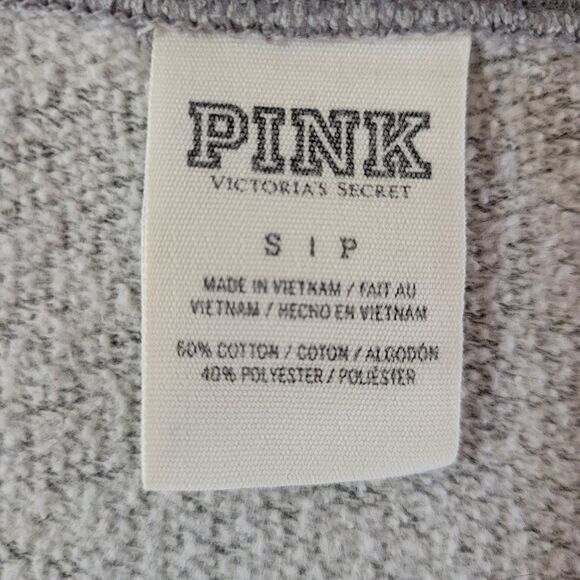 PINK
VICTORIA'S SECRET
S | P
MADE IN VIETNAM / FAIT AU
VIETNAM / HECHO EN VIETNAM
60% COTTON / COTON / ALGODÓN
40% POLYESTER / POLIÉSTER